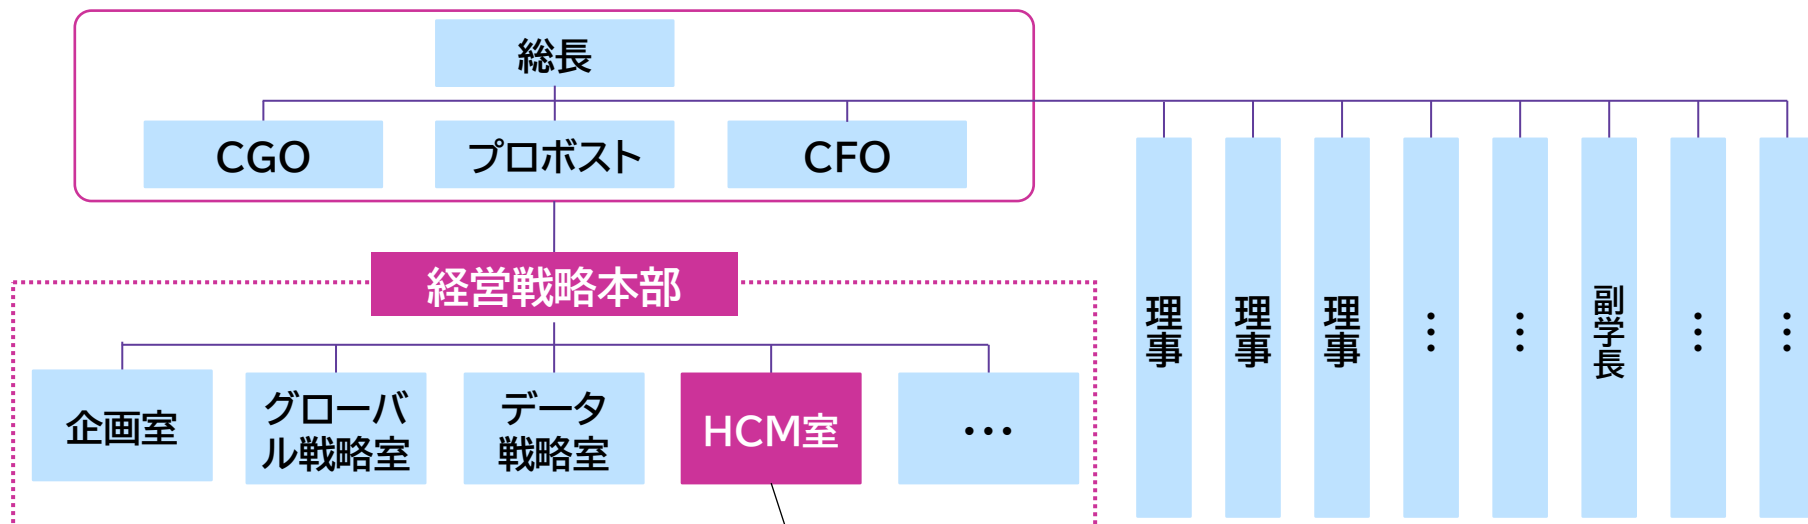 総長
CGO
プロボスト
CFO
経営戦略本部
企画室
グローバ
ル戦略室
データ
戦略室
HCM室
…
理事
理事
理事
…
…
副学長
…
…